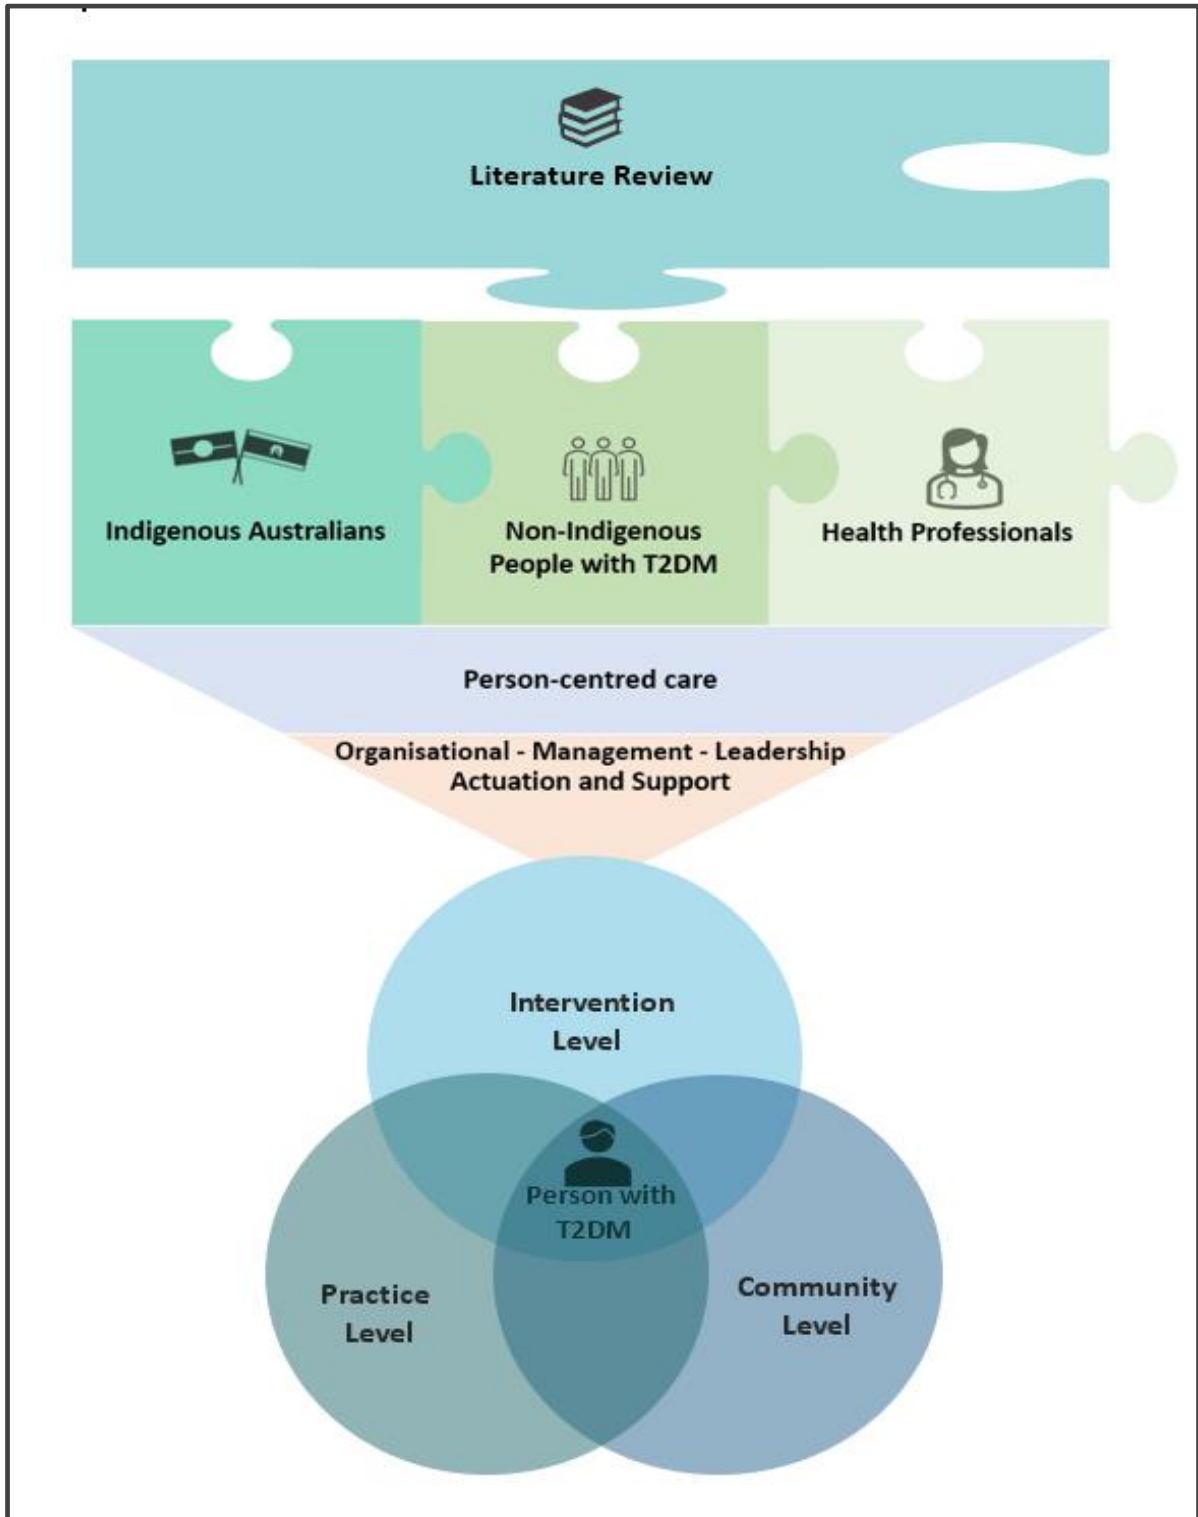 Literature Review
Indigenous Australians
Non-Indigenous
People with T2DM
Health Professionals
Person-centred care
Organisational - Management - Leadership
Actuation and Support
Intervention
Level
Person with
T2DM
Practice
Level
Community
Level